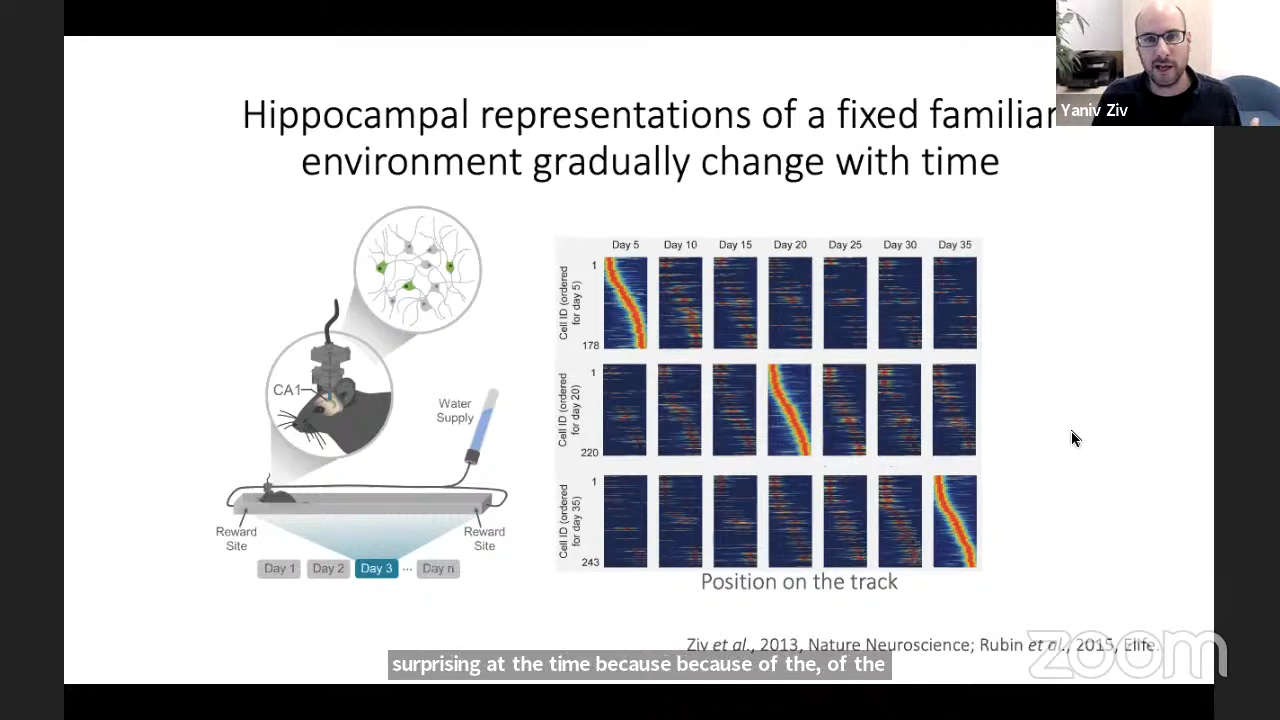 Hippocampal representations of a fixed familiar
environment gradually change with time
Yaniv Ziv
CA1
Water
Supply
Reward
Site
Reward
Site
Day 1
Day 2
Day 3
...
Day n
Day 5
Day 10
Day 15
Day 20
Day 25
Day 30
Day 35
Cell ID (ordered
for day 5)
1
178
Cell ID (ordered
for day 20)
1
220
Cell ID (ordered
for day 35)
1
243
Position on the track
Ziv et al., 2013, Nature Neuroscience; Rubin et al., 2015, Elife.
zoom
surprising at the time because because of the, of the